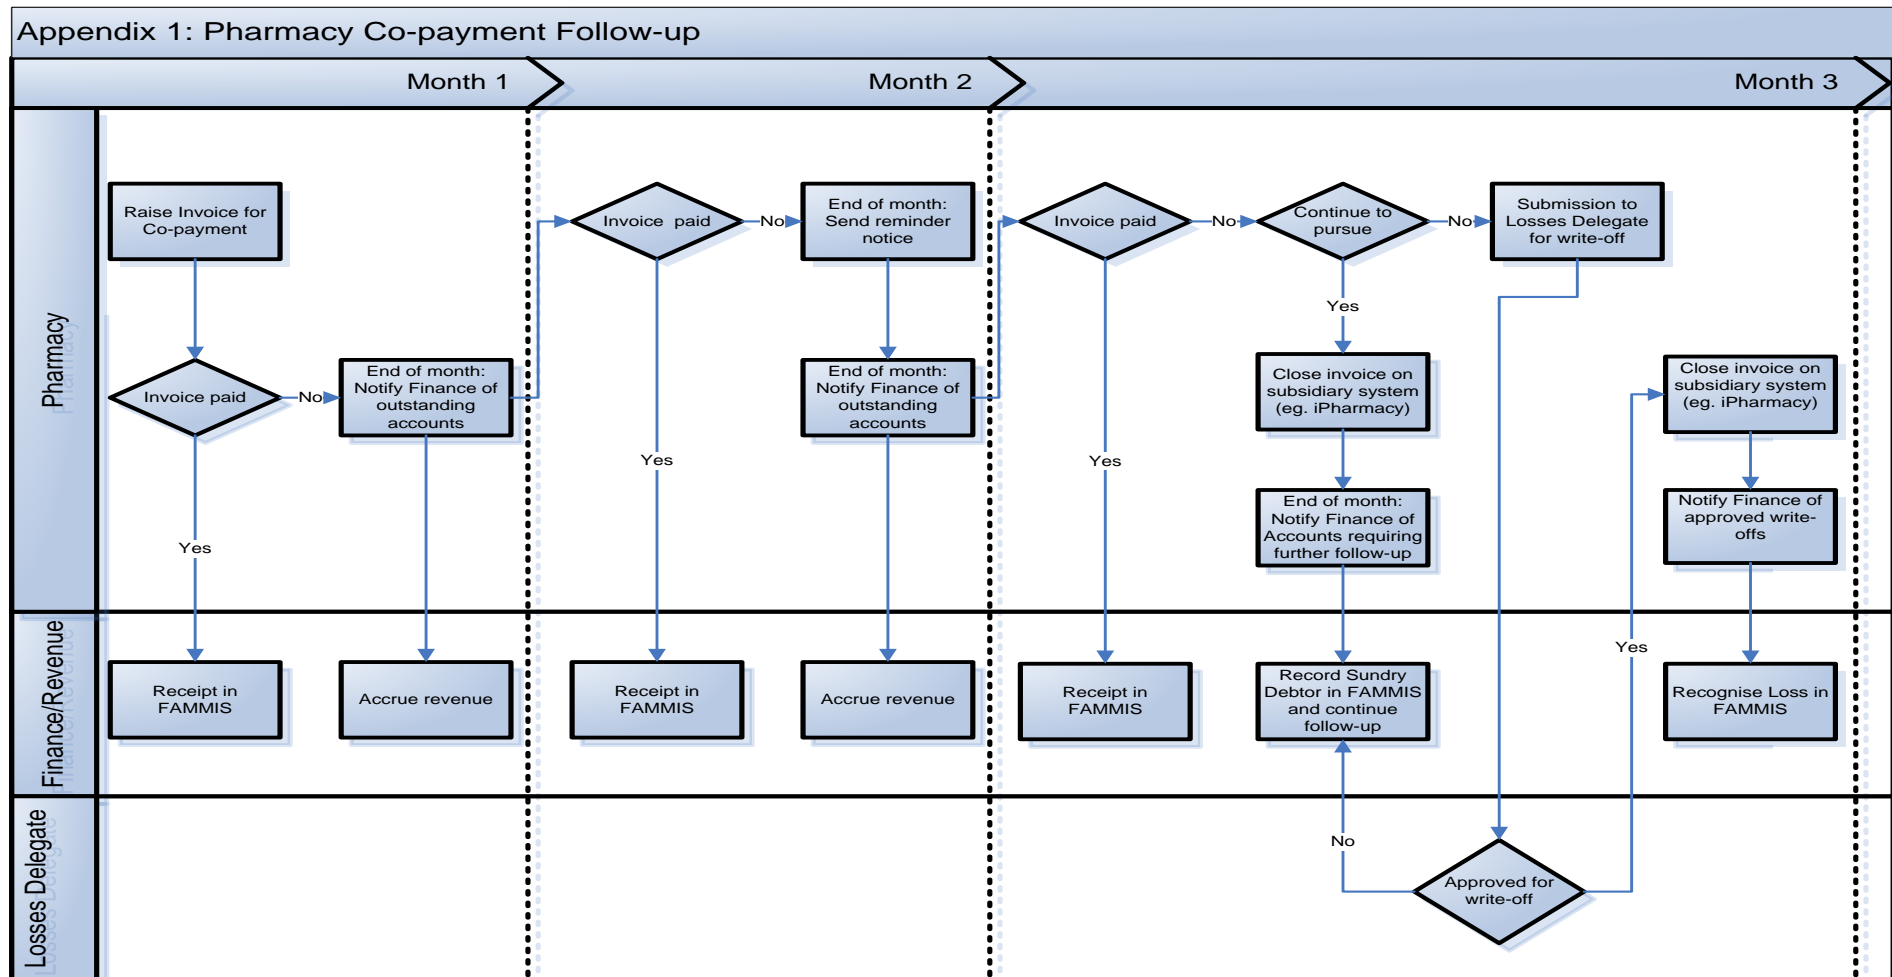 Appendix 1: Pharmacy Co-payment Follow-up
Month 1
Month 2
Month 3
Pharmacy
Raise Invoice for
Co-payment
Invoice paid
No
End of month:
Notify Finance of
outstanding
accounts
Yes
Invoice  paid
No
End of month:
Send reminder
notice
End of month:
Notify Finance of
outstanding
accounts
Yes
Invoice paid
No
Continue to
pursue
No
Submission to
Losses Delegate
for write-off
Yes
Close invoice on
subsidiary system
(eg. iPharmacy)
End of month:
Notify Finance of
Accounts requiring
further follow-up
Yes
Close invoice on
subsidiary system
(eg. iPharmacy)
Notify Finance of
approved write-
offs
Finance/Revenue
Receipt in
FAMMIS
Accrue revenue
Receipt in
FAMMIS
Accrue revenue
Receipt in
FAMMIS
Record Sundry
Debtor in FAMMIS
and continue
follow-up
Yes
Recognise Loss in
FAMMIS
Losses Delegate
No
Approved for
write-off